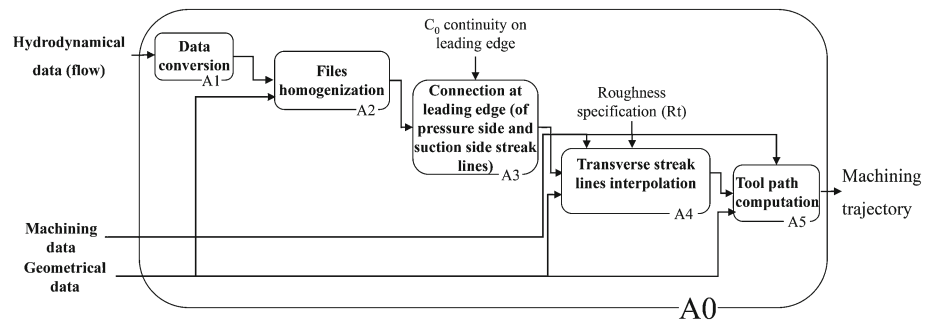 Hydrodynamical
data (flow)
Data
conversion
A1
Files
homogenization
A2
C₀ continuity on
leading edge
Connection at
leading edge (of
pressure side and
suction side streak
lines)
A3
Roughness
specification (Rt)
Transverse streak
lines interpolation
A4
Tool path
computation
A5
Machining
trajectory
Machining
data
Geometrical
data
A0